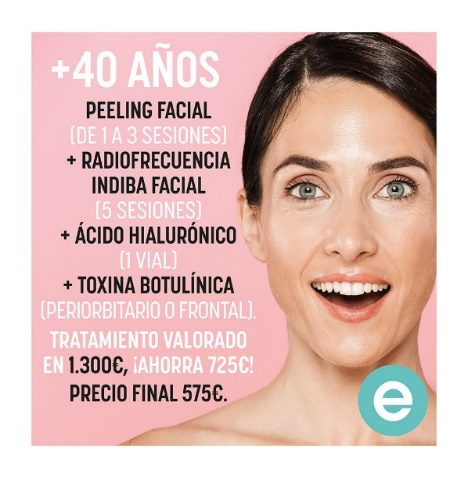 +40 AÑOS
PEELING FACIAL
(DE 1 A 3 SESIONES)
+ RADIOFRECUENCIA
INDIBA FACIAL
(5 SESIONES)
+ ÁCIDO HIALURÓNICO
(1 VIAL)
+ TOXINA BOTULÍNICA
(PERIORBITARIO O FRONTAL).
TRATAMIENTO VALORADO
EN 1.300€, ¡AHORRA 725€!
PRECIO FINAL 575€.
e